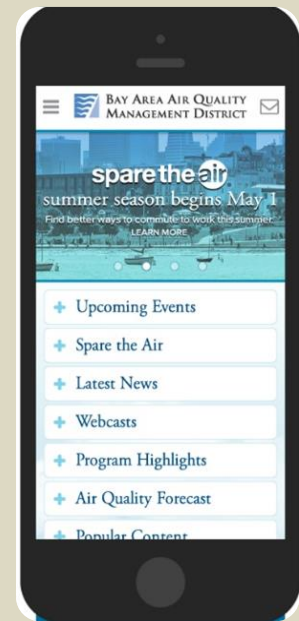 BAY AREA AIR QUALITY
MANAGEMENT DISTRICT
spare the air
summer season begins May 1
Find better ways to commute to work this summer.
LEARN MORE
+ Upcoming Events
+ Spare the Air
+ Latest News
+ Webcasts
+ Program Highlights
+ Air Quality Forecast
+ Popular Content